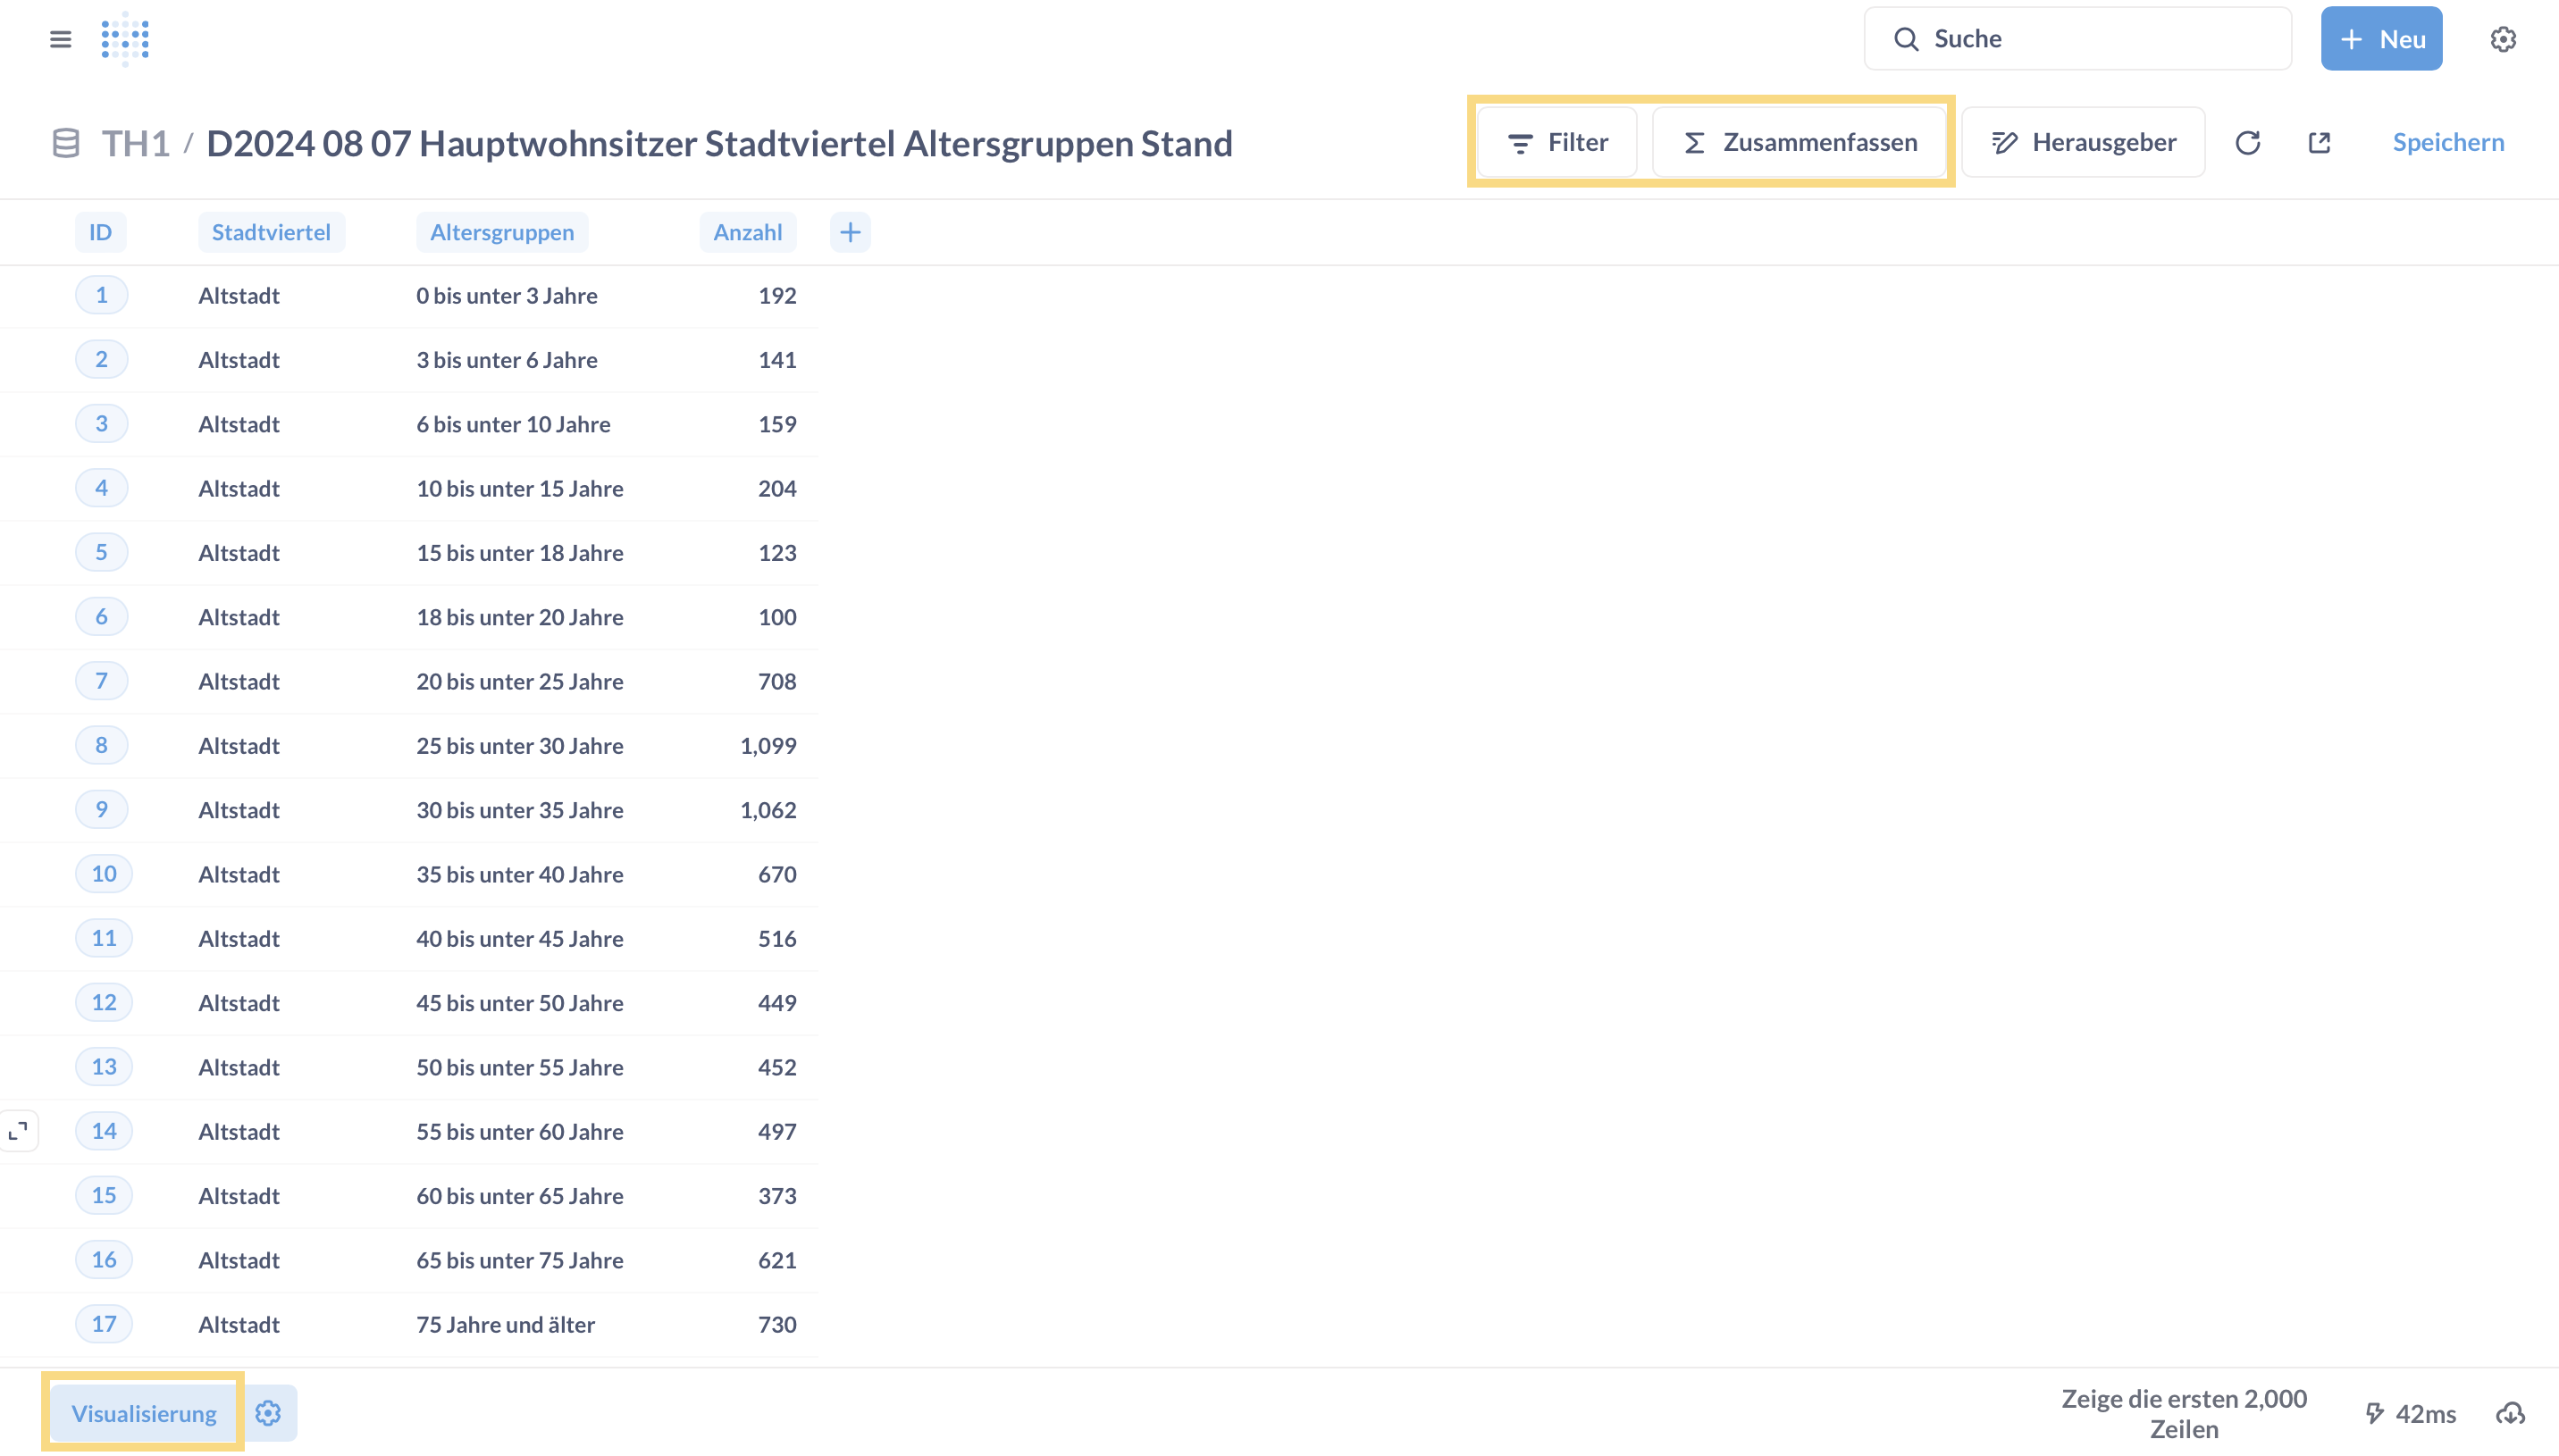 Suche
+ Neu
TH1 / D2024 08 07 Hauptwohnsitzer Stadtviertel Altersgruppen Stand
Filter
Σ Zusammenfassen
Herausgeber
Speichern
ID Stadtviertel Altersgruppen Anzahl +
1 Altstadt 0 bis unter 3 Jahre 192
2 Altstadt 3 bis unter 6 Jahre 141
3 Altstadt 6 bis unter 10 Jahre 159
4 Altstadt 10 bis unter 15 Jahre 204
5 Altstadt 15 bis unter 18 Jahre 123
6 Altstadt 18 bis unter 20 Jahre 100
7 Altstadt 20 bis unter 25 Jahre 708
8 Altstadt 25 bis unter 30 Jahre 1,099
9 Altstadt 30 bis unter 35 Jahre 1,062
10 Altstadt 35 bis unter 40 Jahre 670
11 Altstadt 40 bis unter 45 Jahre 516
12 Altstadt 45 bis unter 50 Jahre 449
13 Altstadt 50 bis unter 55 Jahre 452
14 Altstadt 55 bis unter 60 Jahre 497
15 Altstadt 60 bis unter 65 Jahre 373
16 Altstadt 65 bis unter 75 Jahre 621
17 Altstadt 75 Jahre und älter 730
Visualisierung
Zeige die ersten 2,000
Zeilen
42ms